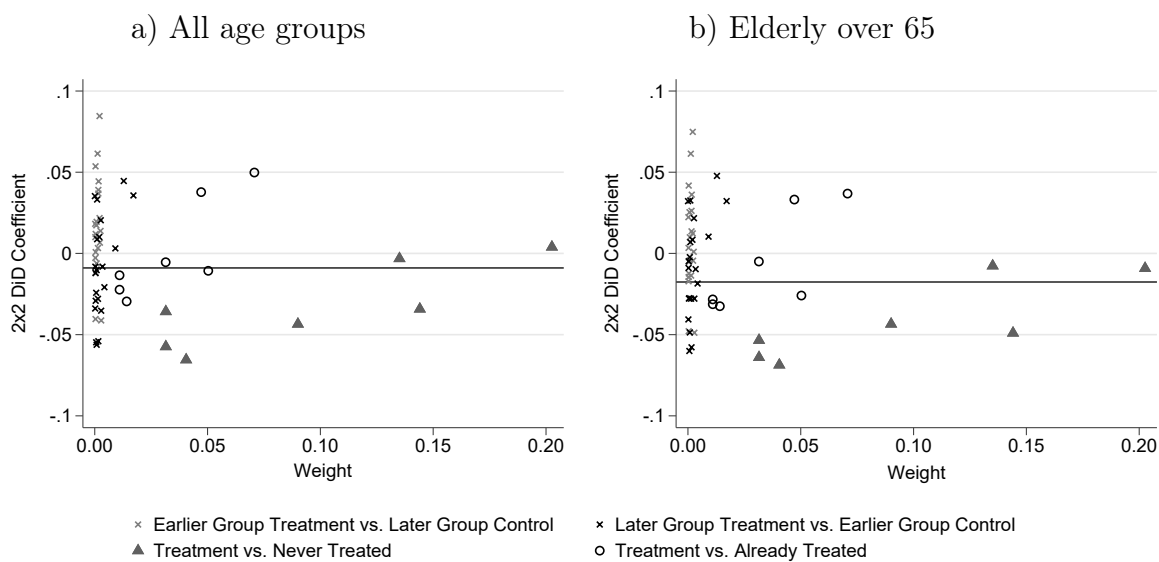 a) All age groups
b) Elderly over 65
.1
.05
0
-.05
-.1
2x2 DiD Coefficient
0.00 0.05 0.10 0.15 0.20
Weight
.1
.05
0
-.05
-.1
2x2 DiD Coefficient
0.00 0.05 0.10 0.15 0.20
Weight
Earlier Group Treatment vs. Later Group Control
Later Group Treatment vs. Earlier Group Control
Treatment vs. Never Treated
Treatment vs. Already Treated